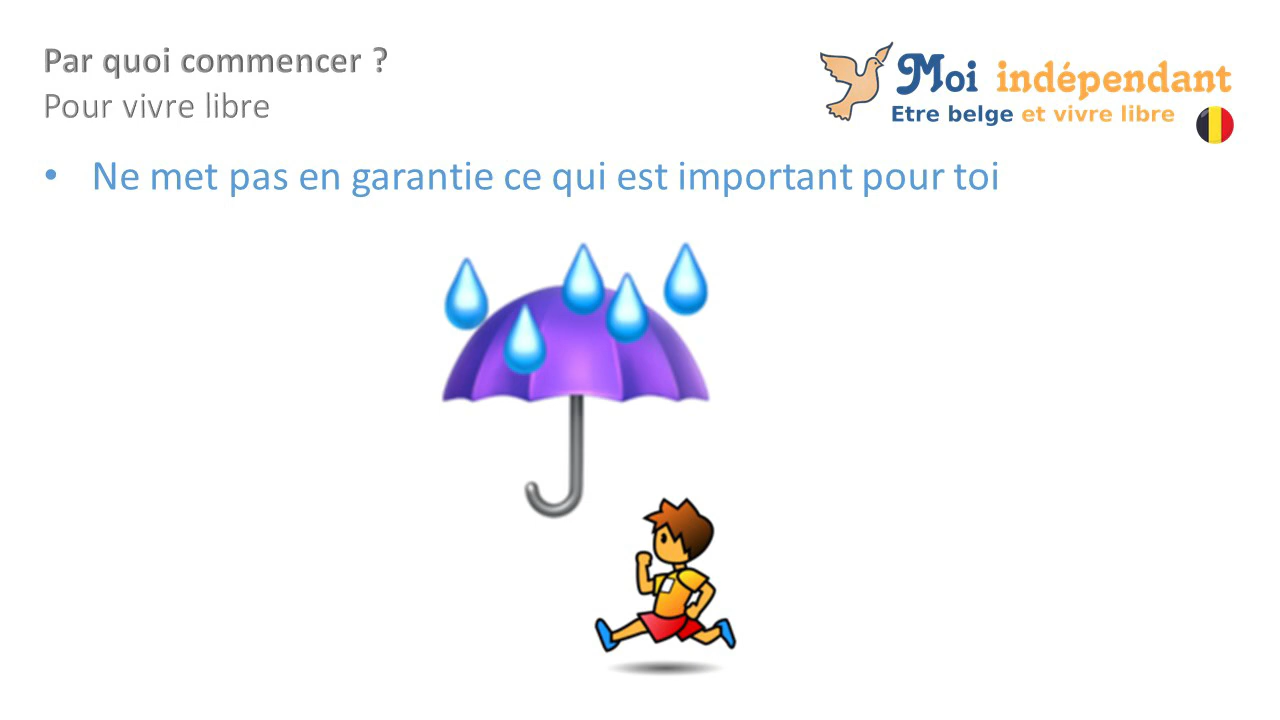 Par quoi commencer ?
Pour vivre libre
Moi indépendant
Etre belge et vivre libre
• Ne met pas en garantie ce qui est important pour toi